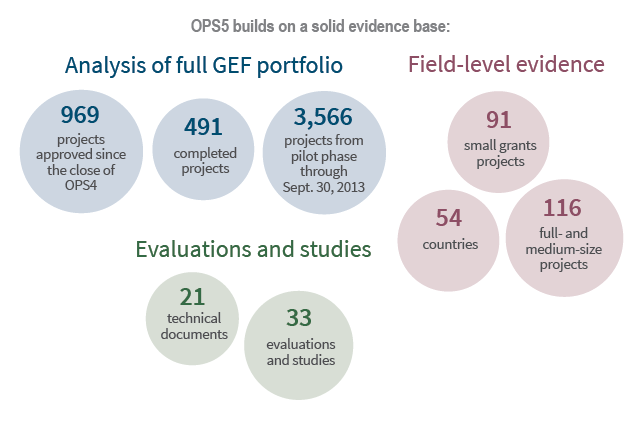 OPS5 builds on a solid evidence base:
Analysis of full GEF portfolio
969
projects
approved since
the close of
OPS4
491
completed
projects
3,566
projects from
pilot phase
through
Sept. 30, 2013
Field-level evidence
91
small grants
projects
54
countries
116
full- and
medium-size
projects
Evaluations and studies
21
technical
documents
33
evaluations
and studies